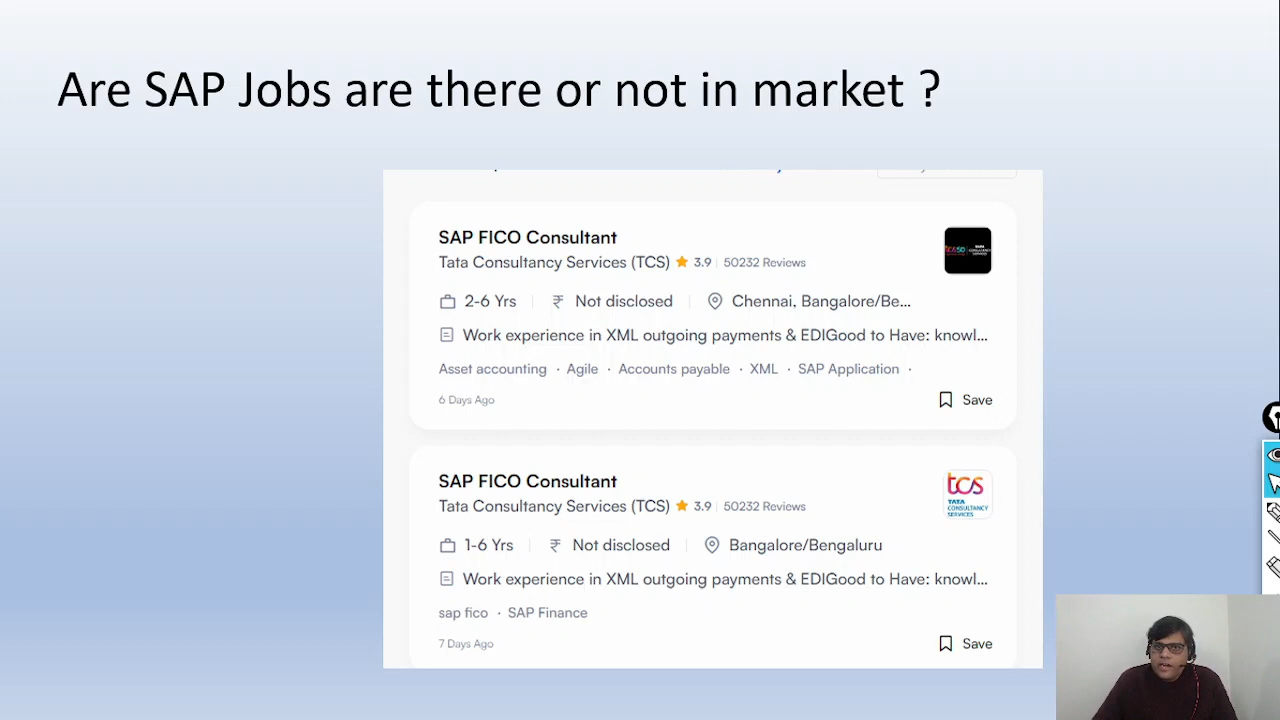 Are SAP Jobs are there or not in market ?
SAP FICO Consultant
Tata Consultancy Services (TCS) 3.9 50232 Reviews
2-6 Yrs ₹ Not disclosed Chennai, Bangalore/Be...
Work experience in XML outgoing payments & EDIGood to Have: knowl...
Asset accounting · Agile · Accounts payable · XML · SAP Application ·
6 Days Ago Save
SAP FICO Consultant
Tata Consultancy Services (TCS) 3.9 50232 Reviews
tcs
TATA
CONSULTANCY
SERVICES
1-6 Yrs ₹ Not disclosed Bangalore/Bengaluru
Work experience in XML outgoing payments & EDIGood to Have: knowl...
sap fico · SAP Finance
7 Days Ago Save